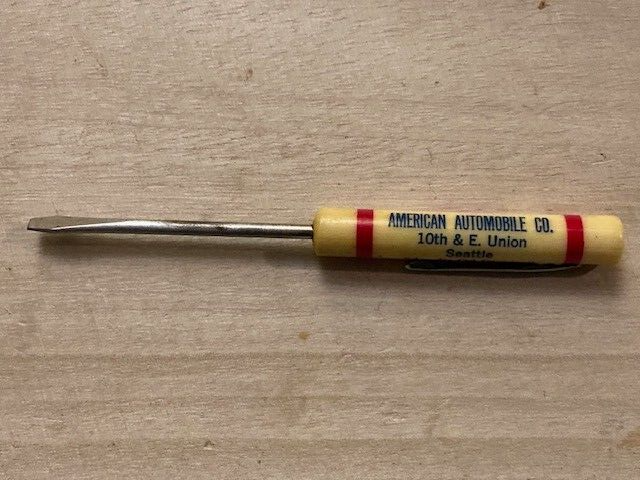 AMERICAN AUTOMOBILE CO.
10th & E. Union
Seattle